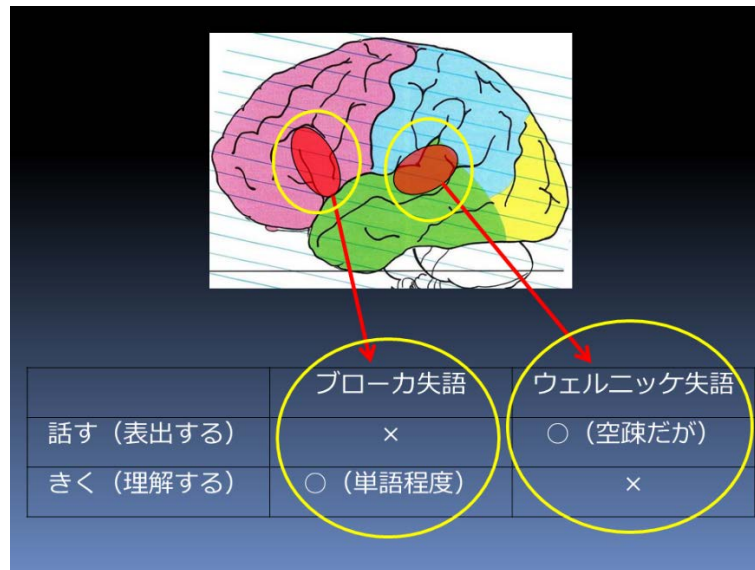 ブローカ失語 ウェルニッケ失語
話す（表出する） × ○（空疎だが）
きく（理解する） ○（単語程度） ×